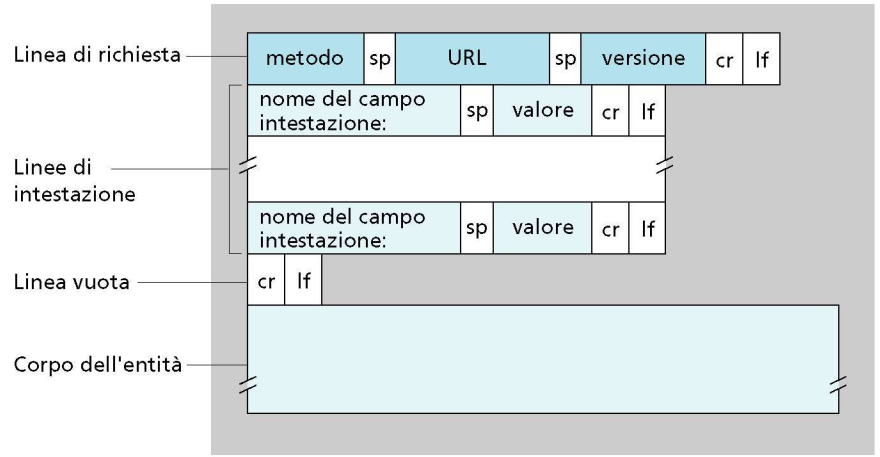 Linea di richiesta
metodo sp URL sp versione cr lf
nome del campo
intestazione: sp valore cr lf
Linee di
intestazione
nome del campo
intestazione: sp valore cr lf
Linea vuota
cr lf
Corpo dell'entità